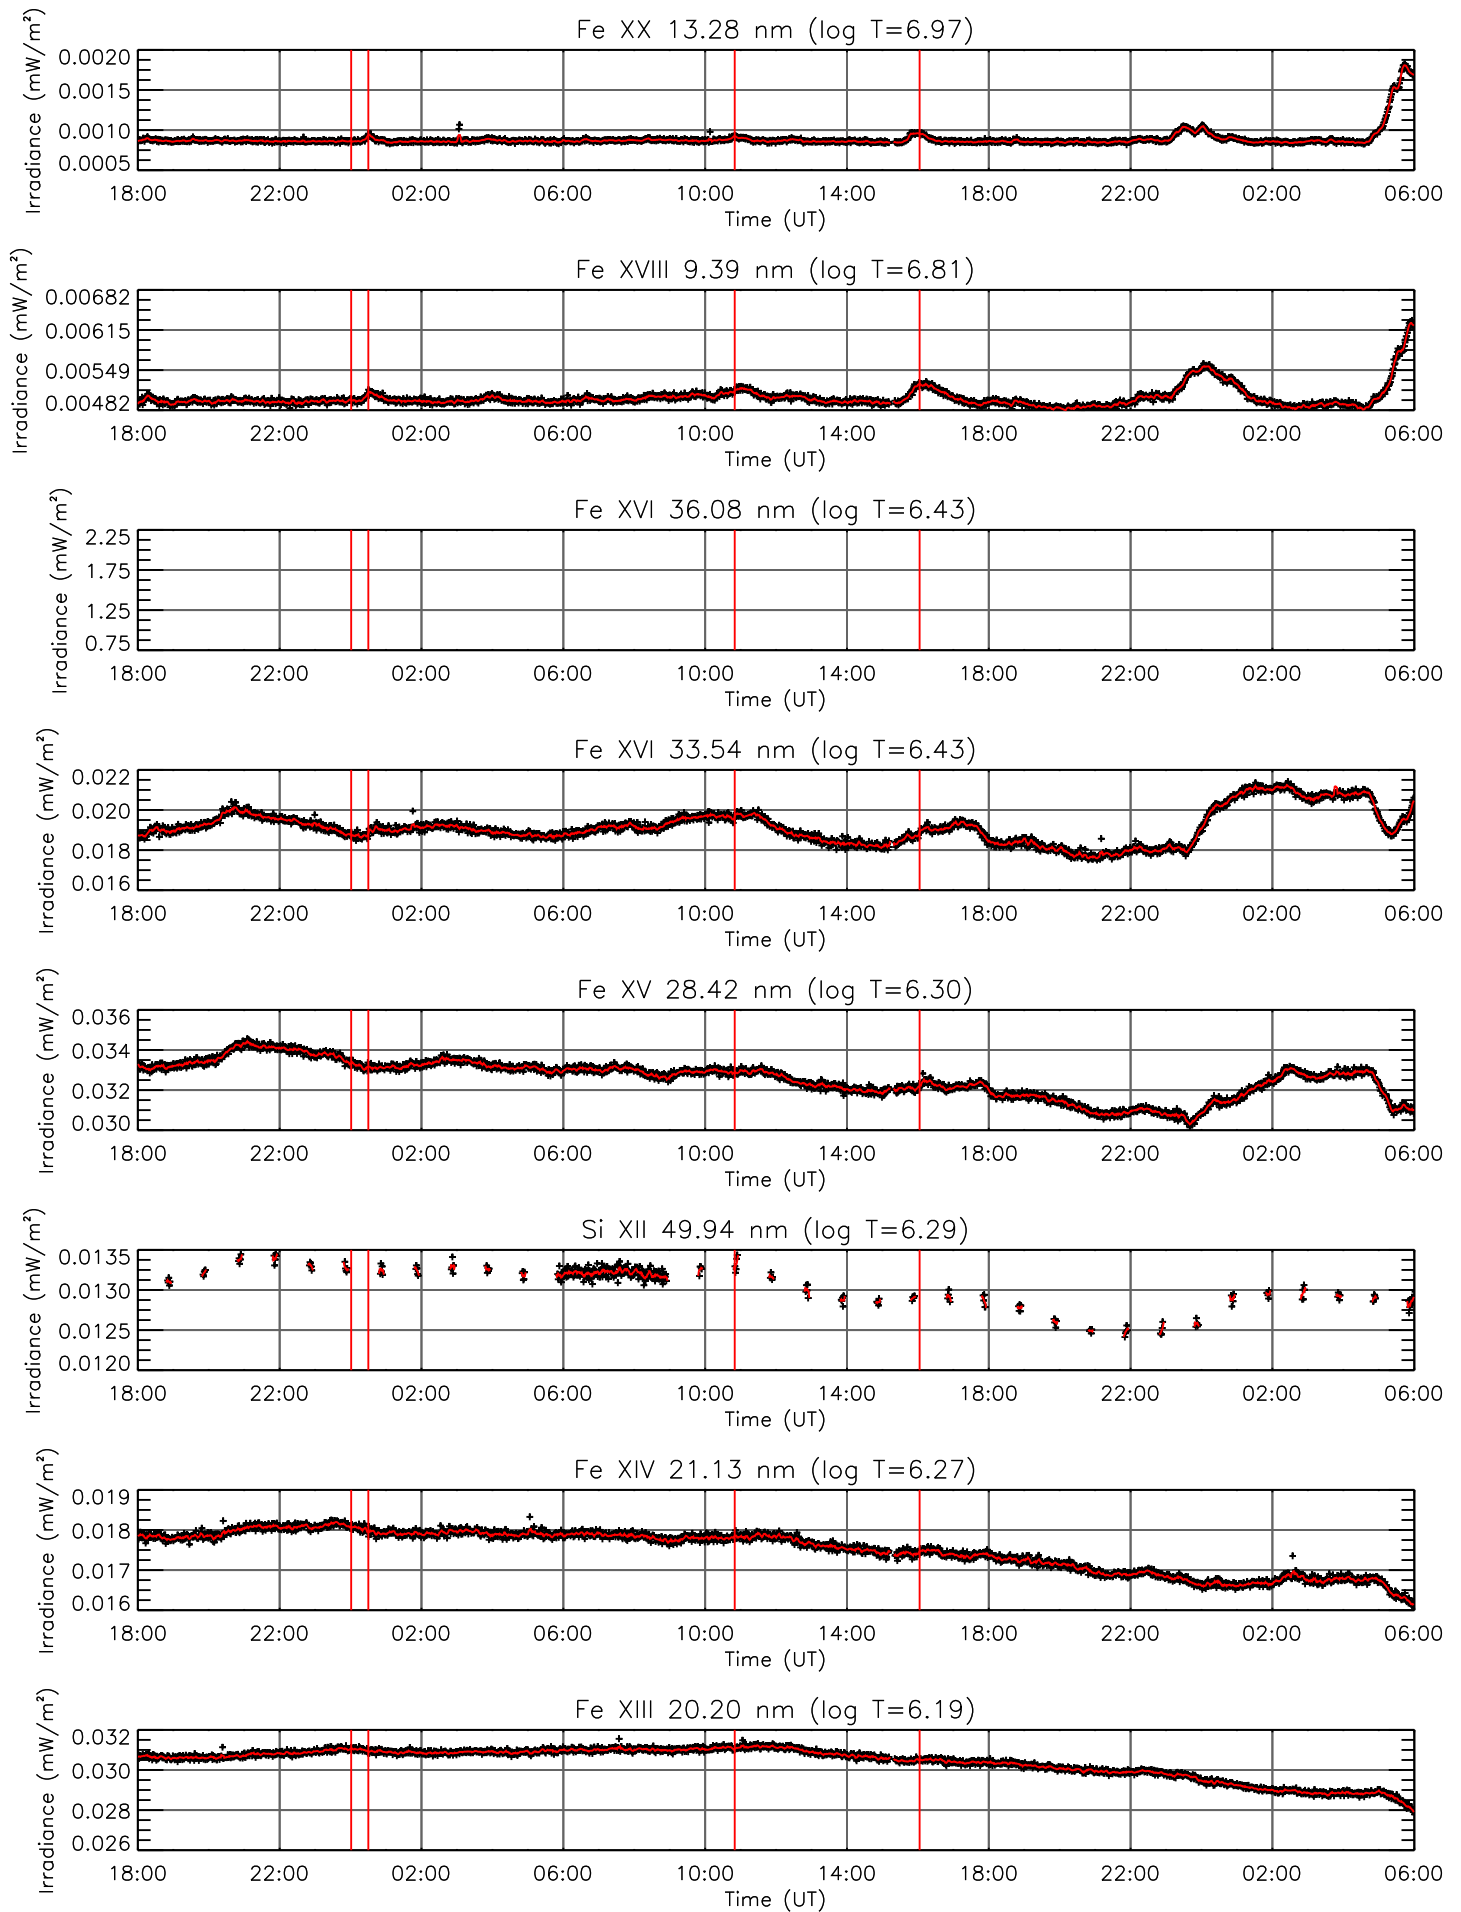 Fe XX 13.28 nm (log T=6.97)
Irradiance (mW/m²)
0.0020
0.0015
0.0010
0.0005
18:00 22:00 02:00 06:00 10:00 14:00 18:00 22:00 02:00 06:00
Time (UT)
Fe XVIII 9.39 nm (log T=6.81)
Irradiance (mW/m²)
0.00682
0.00615
0.00549
0.00482
18:00 22:00 02:00 06:00 10:00 14:00 18:00 22:00 02:00 06:00
Time (UT)
Fe XVI 36.08 nm (log T=6.43)
Irradiance (mW/m²)
2.25
1.75
1.25
0.75
18:00 22:00 02:00 06:00 10:00 14:00 18:00 22:00 02:00 06:00
Time (UT)
Fe XVI 33.54 nm (log T=6.43)
Irradiance (mW/m²)
0.022
0.020
0.018
0.016
18:00 22:00 02:00 06:00 10:00 14:00 18:00 22:00 02:00 06:00
Time (UT)
Fe XV 28.42 nm (log T=6.30)
Irradiance (mW/m²)
0.036
0.034
0.032
0.030
18:00 22:00 02:00 06:00 10:00 14:00 18:00 22:00 02:00 06:00
Time (UT)
Si XII 49.94 nm (log T=6.29)
Irradiance (mW/m²)
0.0135
0.0130
0.0125
0.0120
18:00 22:00 02:00 06:00 10:00 14:00 18:00 22:00 02:00 06:00
Time (UT)
Fe XIV 21.13 nm (log T=6.27)
Irradiance (mW/m²)
0.019
0.018
0.017
0.016
18:00 22:00 02:00 06:00 10:00 14:00 18:00 22:00 02:00 06:00
Time (UT)
Fe XIII 20.20 nm (log T=6.19)
Irradiance (mW/m²)
0.032
0.030
0.028
0.026
18:00 22:00 02:00 06:00 10:00 14:00 18:00 22:00 02:00 06:00
Time (UT)